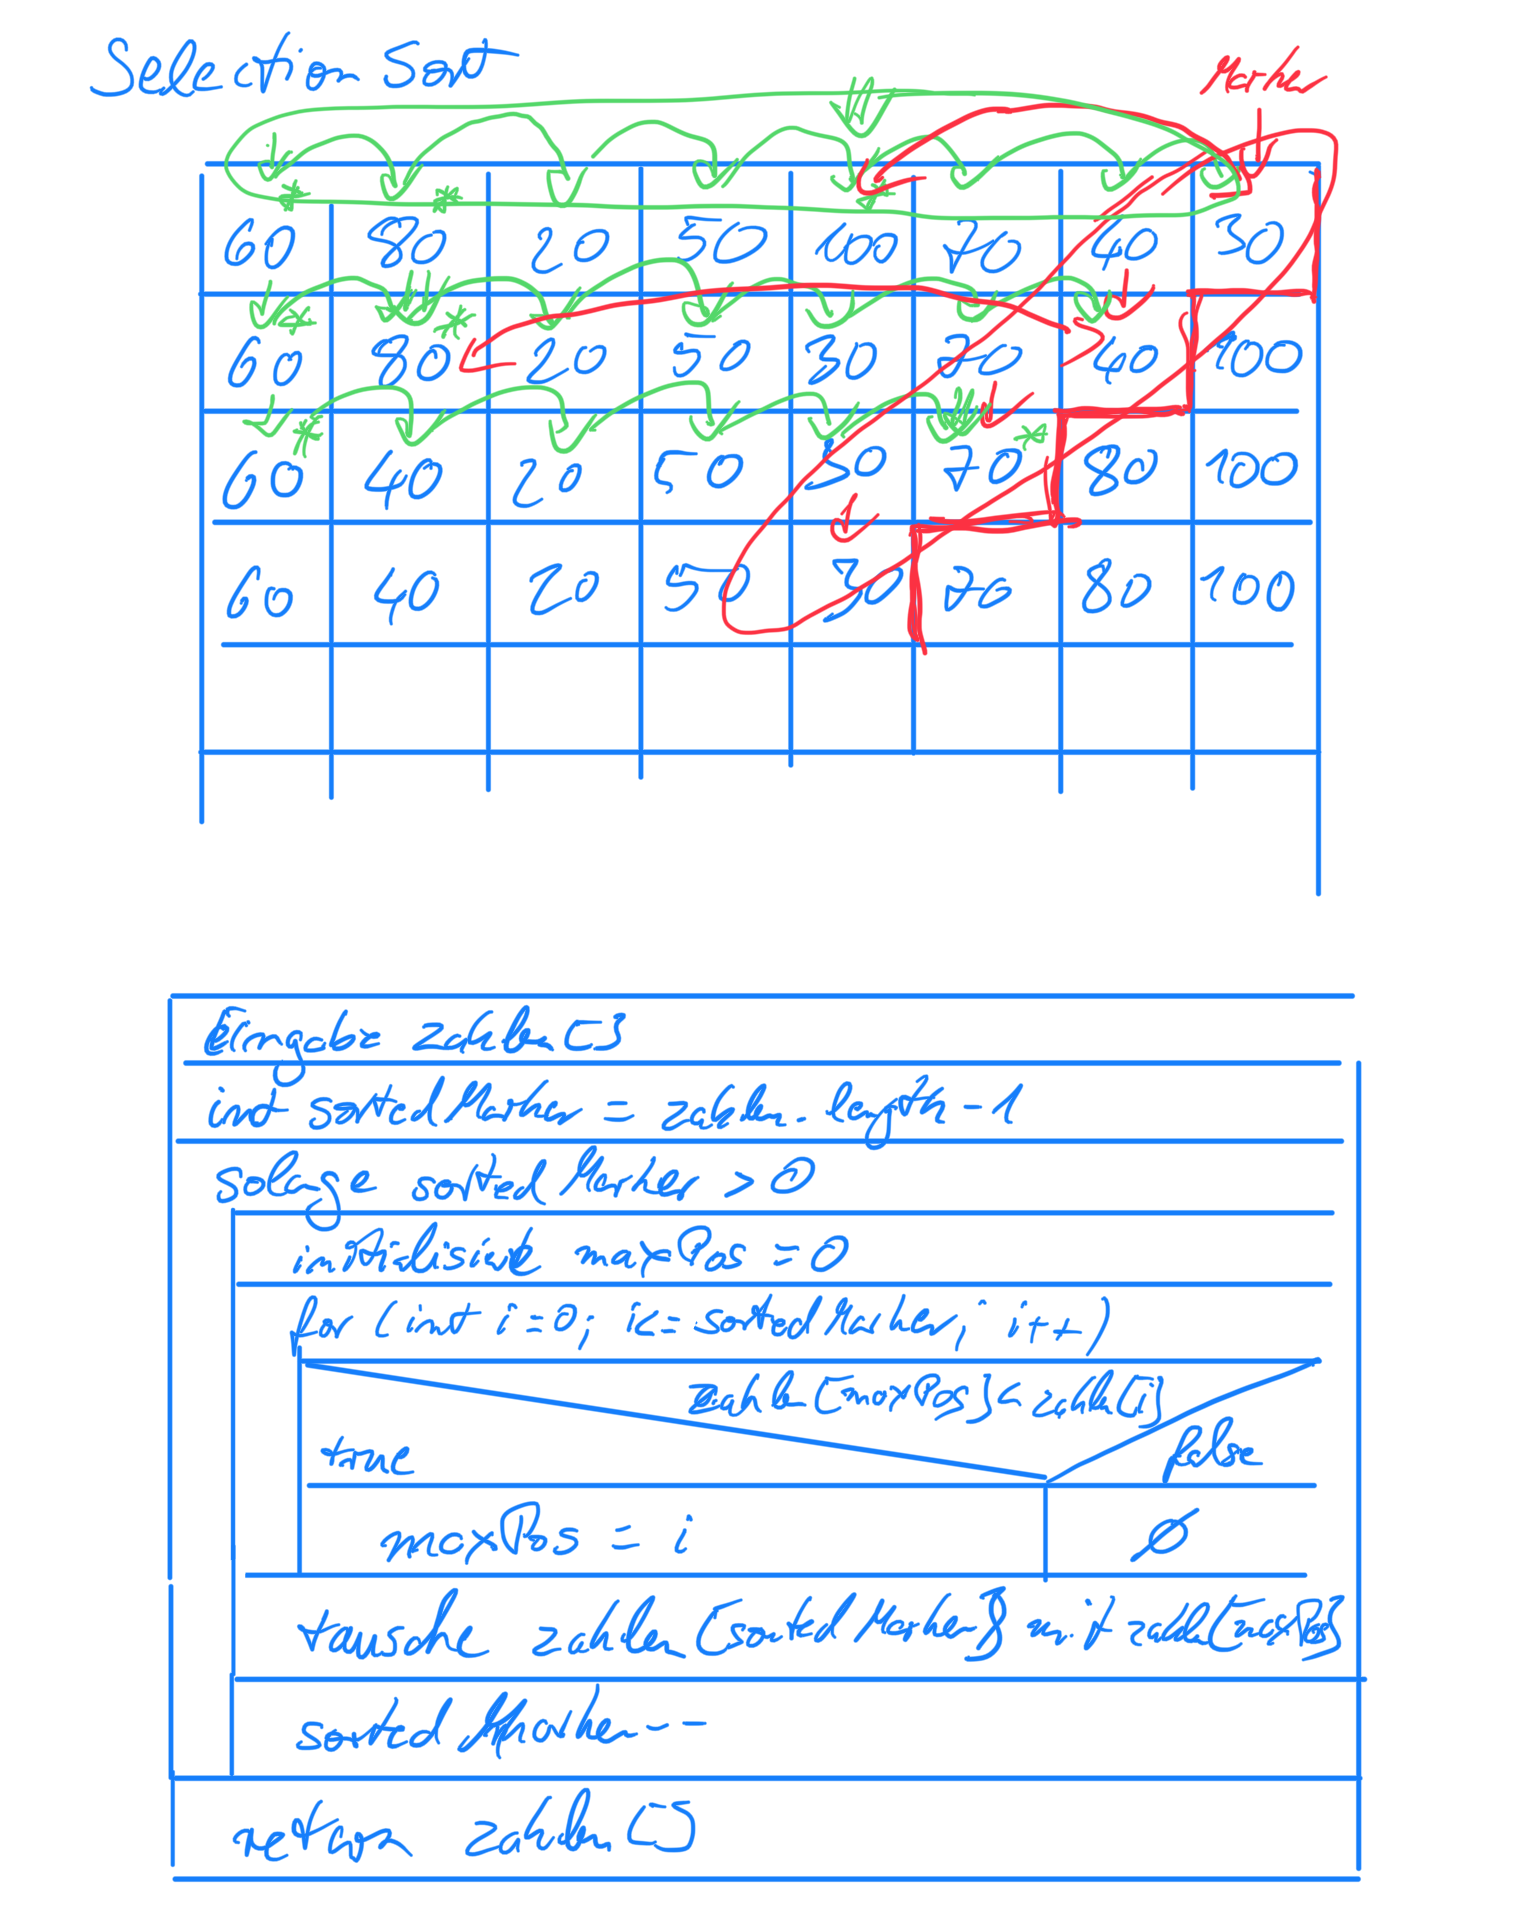 Selection Sort
Marker
60 80 20 50 100 70 40 30
60 80 20 50 30 70 40 100
60 40 20 50 30 70 80 100
60 40 20 50 30 70 80 100
Eingabe zahlen[]
int sortedMarker = zahlen.length-1
solange sortedMarker > 0
initialisiere maxPos = 0
for (int i=0; i<=sortedMarker; i++)
zahlen[maxPos] < zahlen[i]
true false
maxPos = i Ø
tausche zahlen[sortedMarker] mit zahlen[maxPos]
sortedMarker--
return zahlen[]